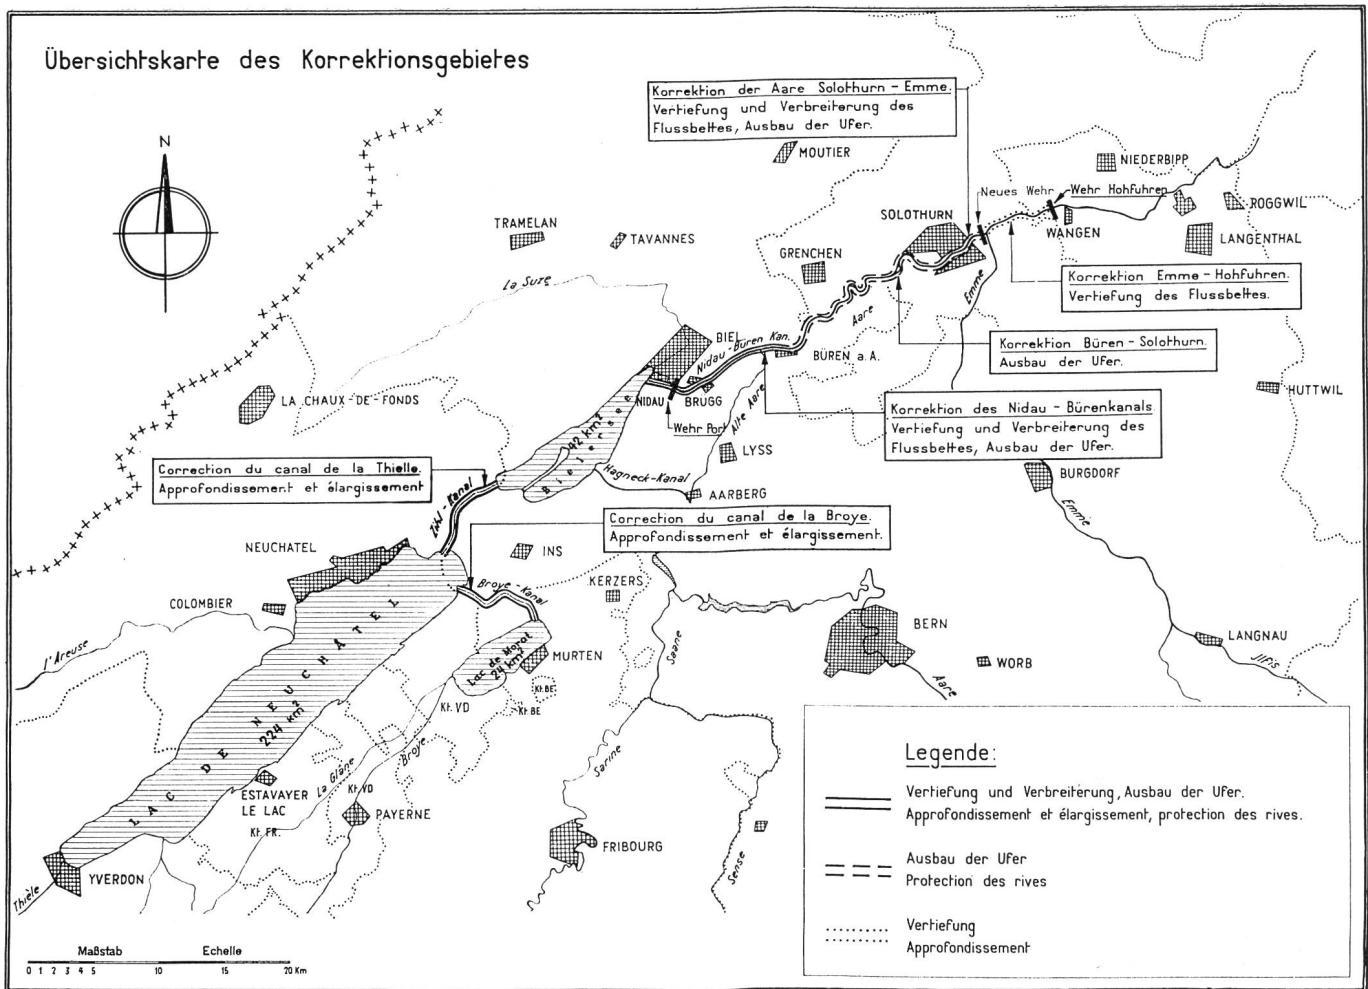 Übersichtskarte des Korrektionsgebietes
N
Korrektion der Aare Solothurn - Emme.
Vertiefung und Verbreiterung des
Flussbettes, Ausbau der Ufer.
MOUTIER
NIEDERBIPP
Neues Wehr
Wehr Hohfuhren
ROGGWIL
SOLOTHURN
WANGEN
LANGENTHAL
TRAMELAN
TAVANNES
GRENCHEN
Emme
Korrektion Emme - Hohfuhren.
Vertiefung des Flussbettes.
La Suze
Aare
Korrektion Büren - Solothurn.
Ausbau der Ufer.
BIEL
Nidau - Büren Kan.
BÜREN a. A.
HUTTWIL
LA CHAUX-DE-FONDS
NIDAU
BRÜGG
Alte Aare
Wehr Port
Korrektion des Nidau - Bürenkanals.
Vertiefung und Verbreiterung des
Flussbettes, Ausbau der Ufer.
42 km²
Bielersee
LYSS
Correction du canal de la Thielle.
Approfondissement et élargissement
Hagneck-Kanal
AARBERG
BURGDORF
Zihl-Kanal
Emme
Correction du canal de la Broye.
Approfondissement et élargissement.
NEUCHATEL
INS
Broye-Kanal
KERZERS
COLOMBIER
BERN
LANGNAU
l'Areuse
Lac de Morat
24 km²
MURTEN
Saane
WORB
Jlfis
Kt. BE
Kt. VD
Kt. BE
Aare
LAC DE NEUCHÂTEL
224 km²
Broye
Sarine
La Glâne
ESTAVAYER
LE LAC
Kt. VD
PAYERNE
Kt. FR.
FRIBOURG
Sense
YVERDON
Thièle
Legende:
Vertiefung und Verbreiterung, Ausbau der Ufer.
Approfondissement et élargissement, protection des rives.
Ausbau der Ufer
Protection des rives
Vertiefung
Approfondissement
Maßstab Echelle
0 1 2 3 4 5 10 15 20 Km